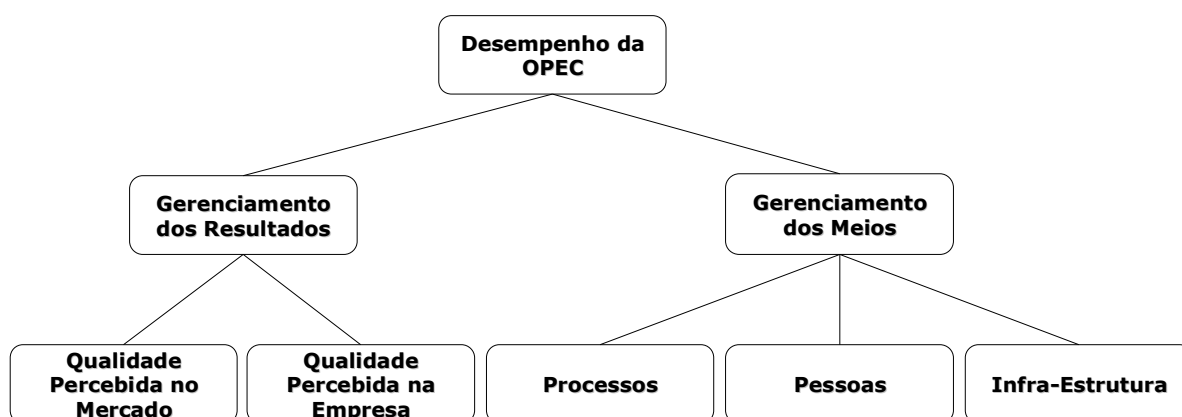 Desempenho da
OPEC
Gerenciamento
dos Resultados
Gerenciamento
dos Meios
Qualidade
Percebida no
Mercado
Qualidade
Percebida na
Empresa
Processos
Pessoas
Infra-Estrutura